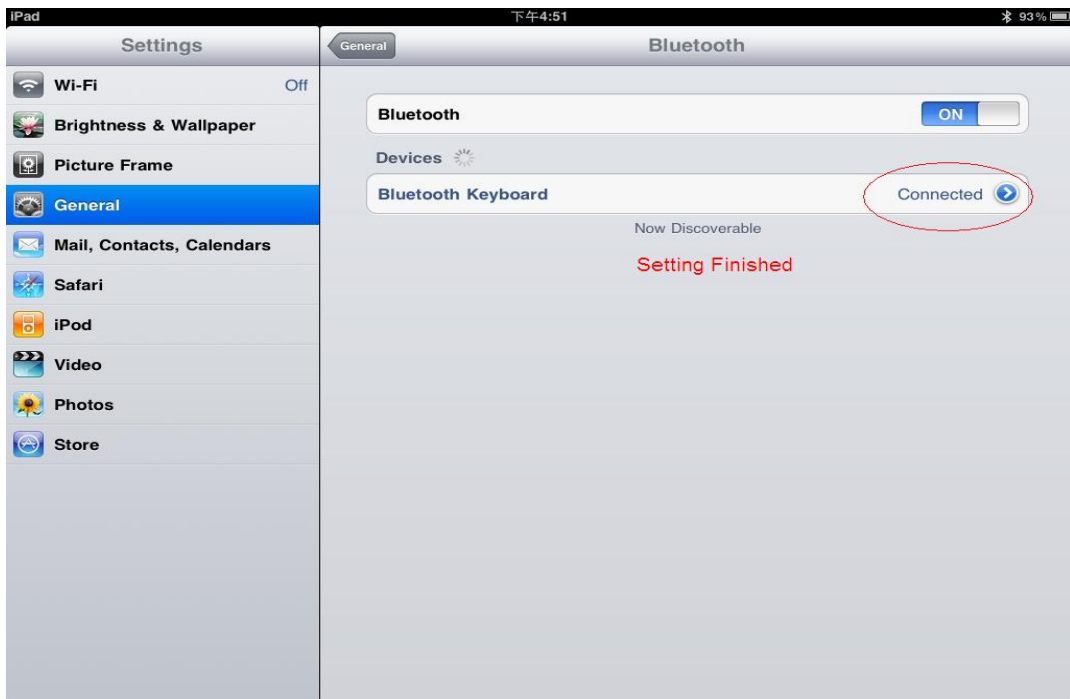 iPad 下午4:51 93%
Settings
General Bluetooth
Wi-Fi Off
Brightness & Wallpaper
Picture Frame
General
Mail, Contacts, Calendars
Safari
iPod
Video
Photos
Store
Bluetooth ON
Devices
Bluetooth Keyboard Connected
Now Discoverable
Setting Finished